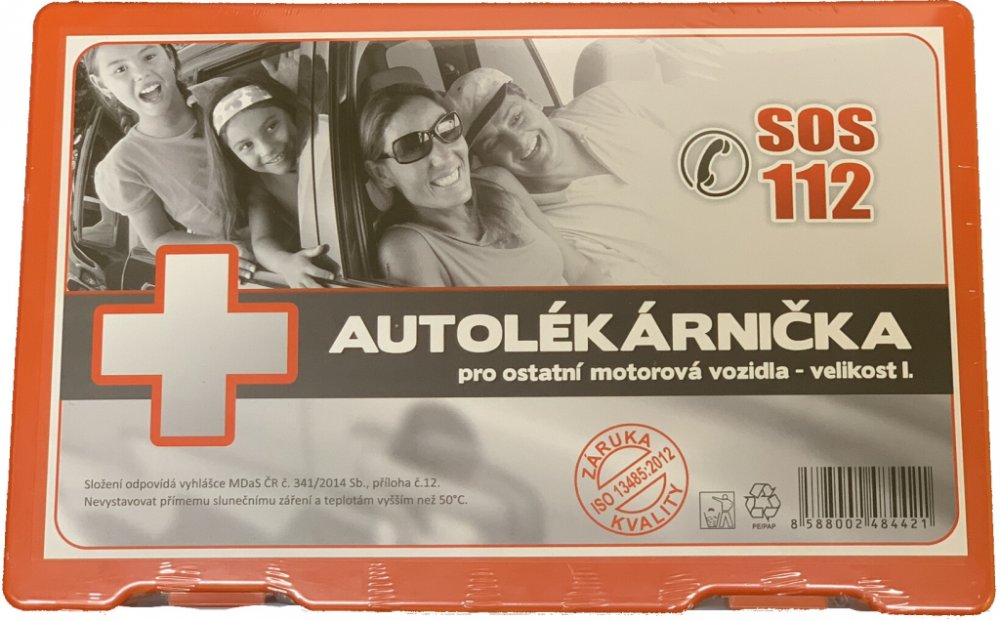 SOS
112
AUTOLÉKÁRNIČKA
pro ostatní motorová vozidla - velikost I.
ZÁRUKA
ISO 13485:2012
KVALITY
Složení odpovídá vyhlášce MDaS ČR č. 341/2014 Sb., příloha č.12.
Nevystavovat přímemu slunečnímu záření a teplotám vyšším než 50°C.
PE/PAP
8 588002 484421